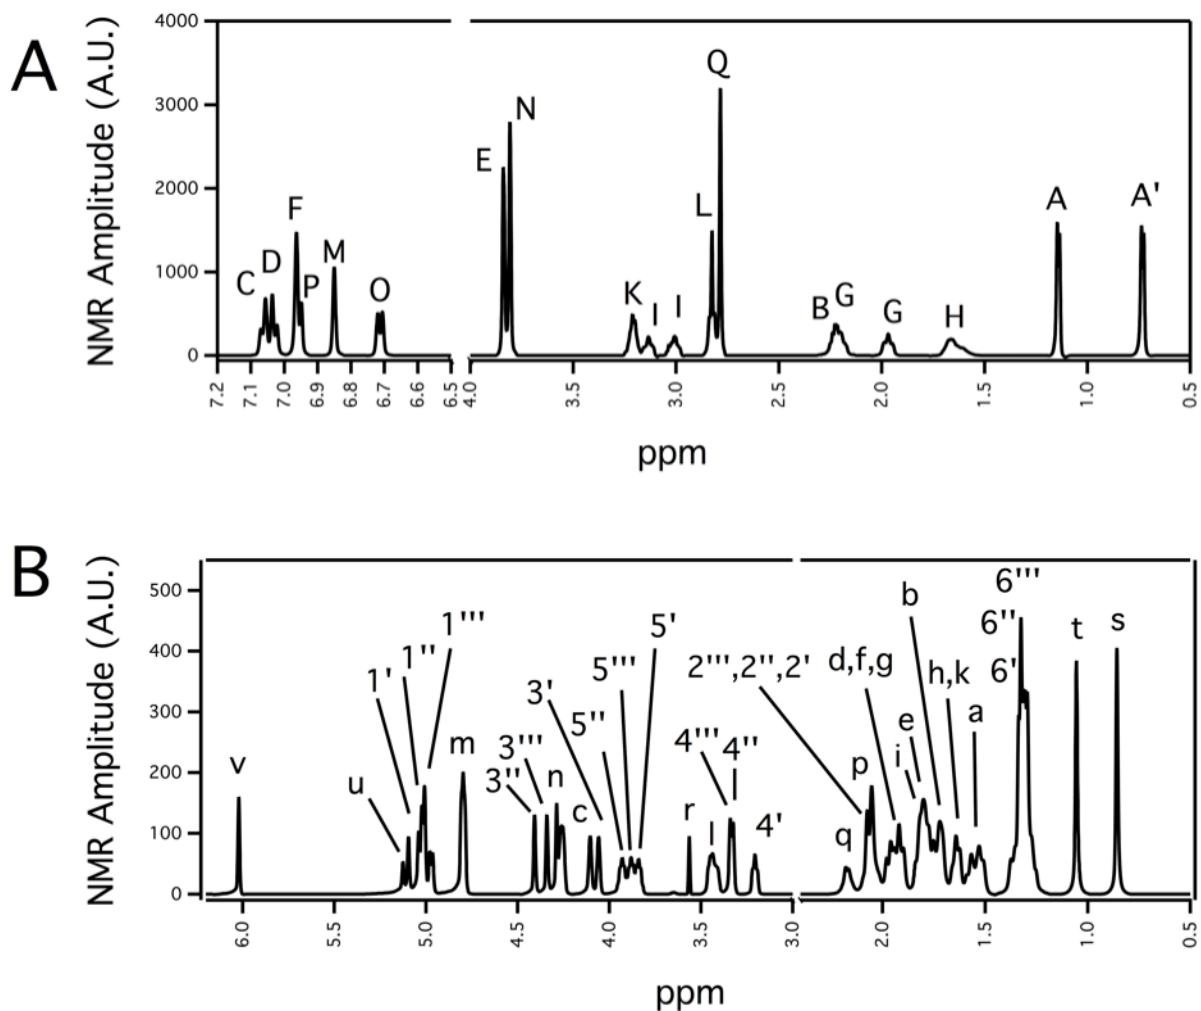 A
NMR Amplitude (A.U.)
4000
3000
2000
1000
0
C
D
F
P
M
O
E
N
K
I
I
L
Q
B
G
G
H
A
A'
7.2
7.1
7.0
6.9
6.8
6.7
6.6
6.5
4.0
3.5
3.0
2.5
2.0
1.5
1.0
0.5
ppm
B
NMR Amplitude (A.U.)
500
400
300
200
100
0
v
u
1'
1''
1'''
m
3''
3'''
n
3'
c
5''
5'''
5'
r
l
4'''
4''
l
4'
2''',2'',2'
q
p
d,f,g
i
e
b
h,k
a
6'''
6''
6'
t
s
6.0
5.5
5.0
4.5
4.0
3.5
3.0
2.0
1.5
1.0
0.5
ppm